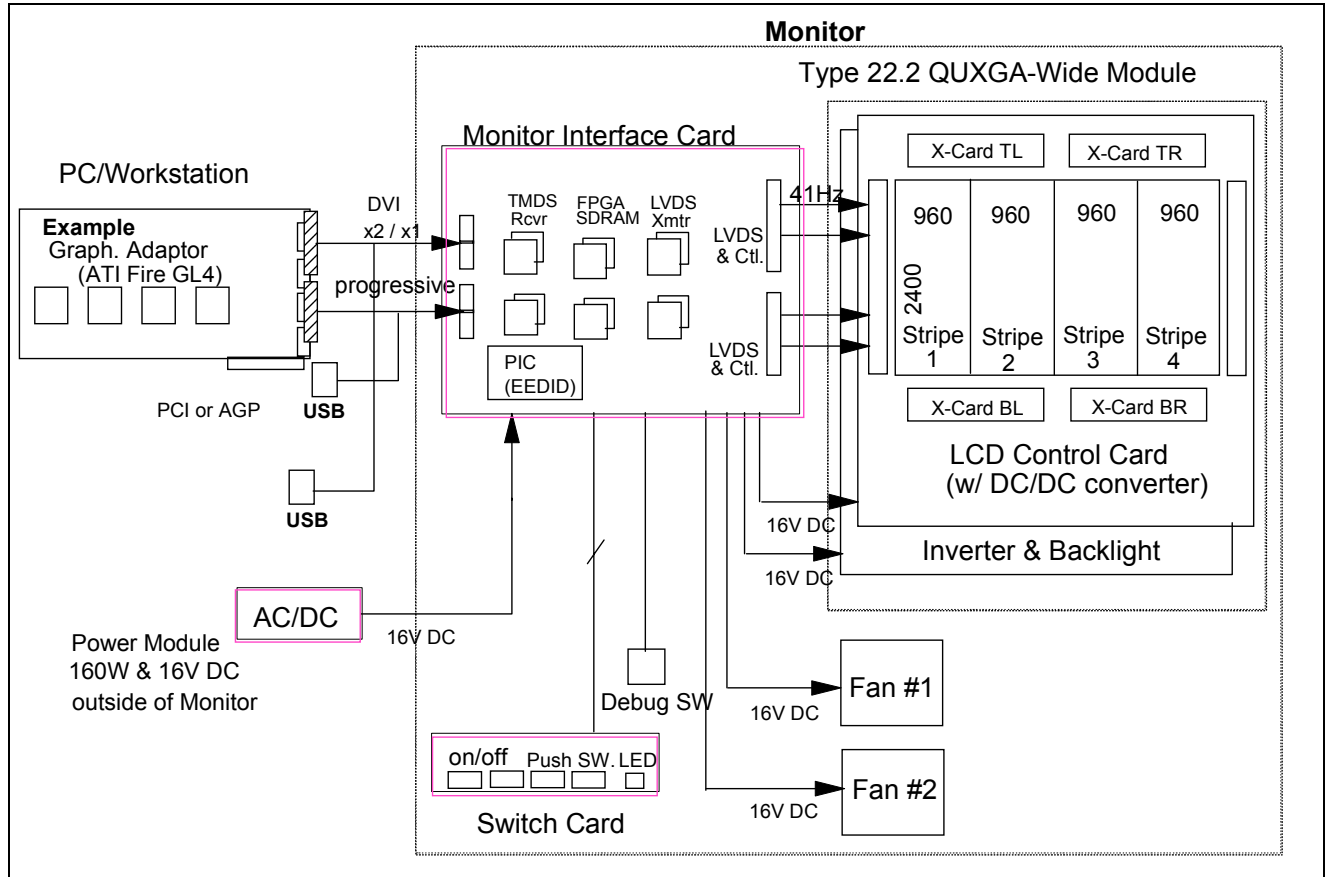 Monitor
Type 22.2 QUXGA-Wide Module
Monitor Interface Card
PC/Workstation
Example
Graph. Adaptor
(ATI Fire GL4)
PCI or AGP
USB
USB
DVI
x2 / x1
progressive
TMDS
Rcvr
FPGA
SDRAM
LVDS
Xmtr
LVDS
& Ctl.
LVDS
& Ctl.
PIC
(EEDID)
41Hz
X-Card TL
X-Card TR
960
960
960
960
2400
Stripe
1
Stripe
2
Stripe
3
Stripe
4
X-Card BL
X-Card BR
LCD Control Card
(w/ DC/DC converter)
Inverter & Backlight
16V DC
16V DC
AC/DC
16V DC
Power Module
160W & 16V DC
outside of Monitor
Debug SW
Fan #1
16V DC
Fan #2
16V DC
on/off
Push SW.
LED
Switch Card